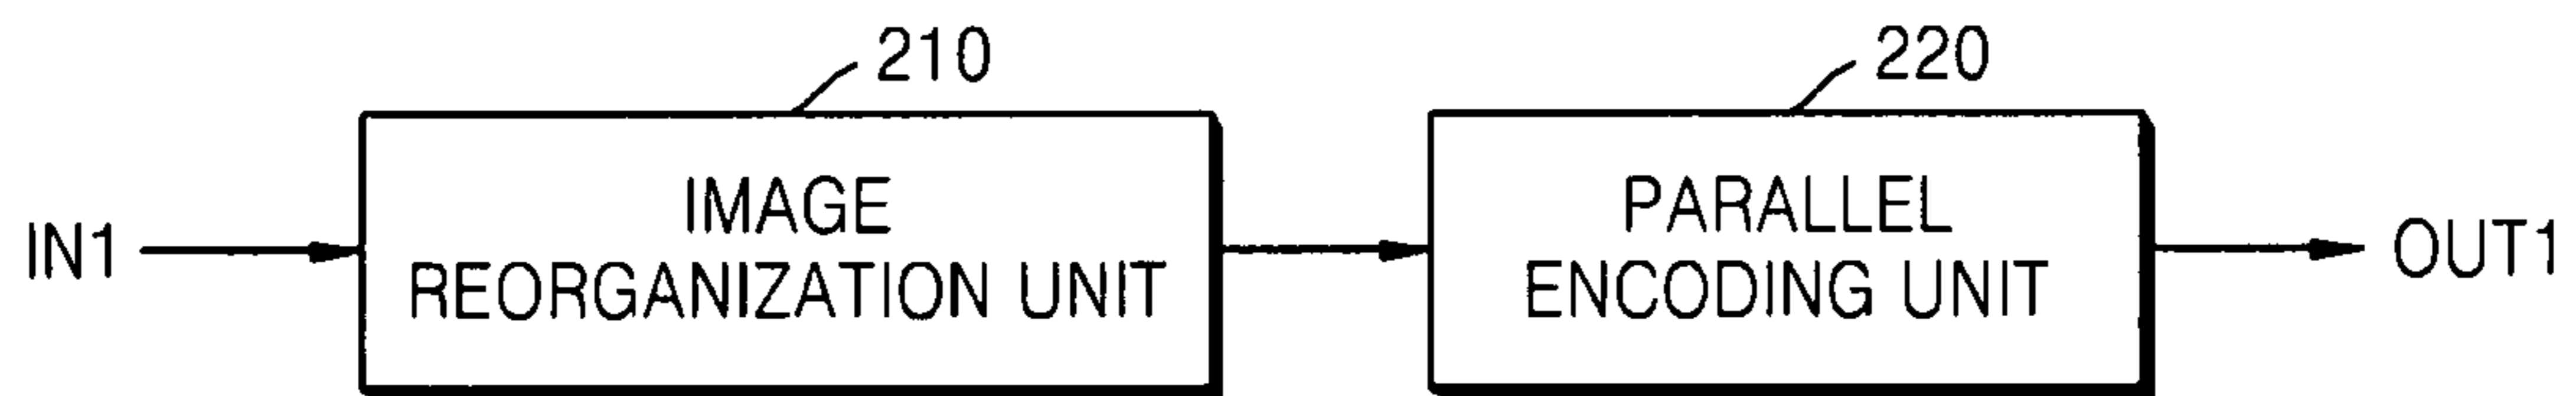 210
220
IN1
IMAGE
REORGANIZATION UNIT
PARALLEL
ENCODING UNIT
OUT1